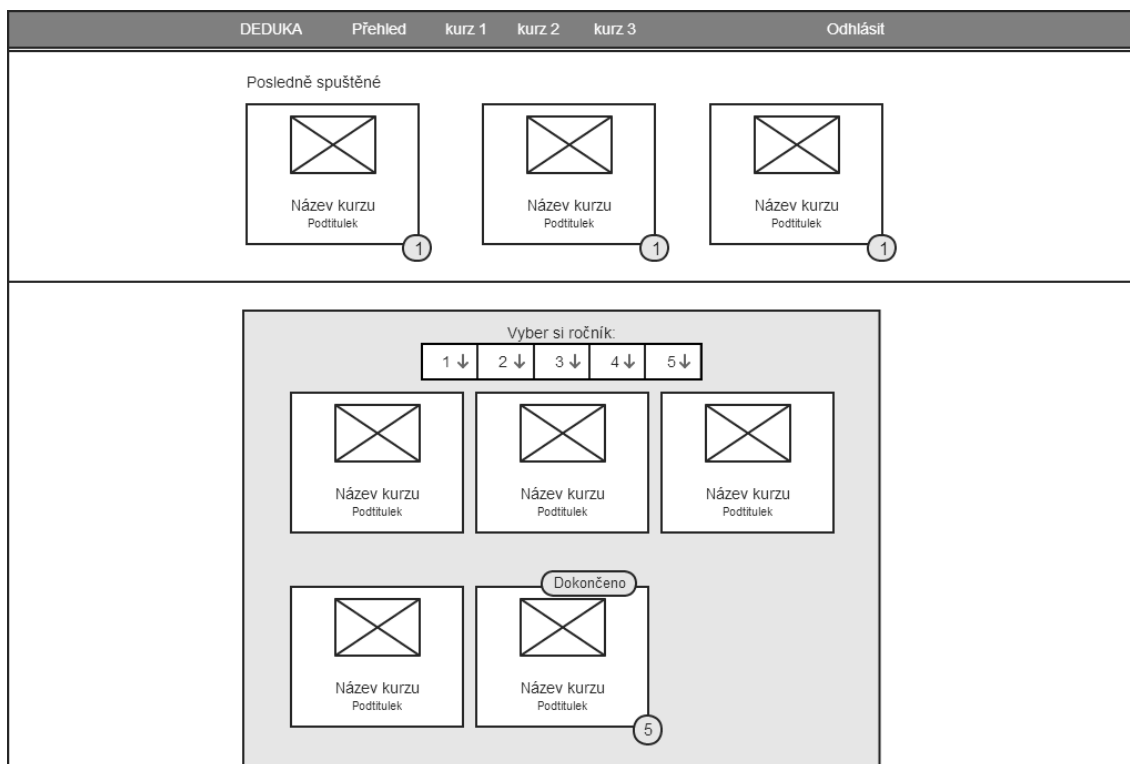 DEDUKA Přehled kurz 1 kurz 2 kurz 3 Odhlásit
Posledně spuštěné
Název kurzu Název kurzu Název kurzu
Podtitulek Podtitulek Podtitulek
1 1 1
Vyber si ročník:
1 ↓ 2 ↓ 3 ↓ 4 ↓ 5 ↓
Název kurzu Název kurzu Název kurzu
Podtitulek Podtitulek Podtitulek
Dokončeno
Název kurzu Název kurzu
Podtitulek Podtitulek
5